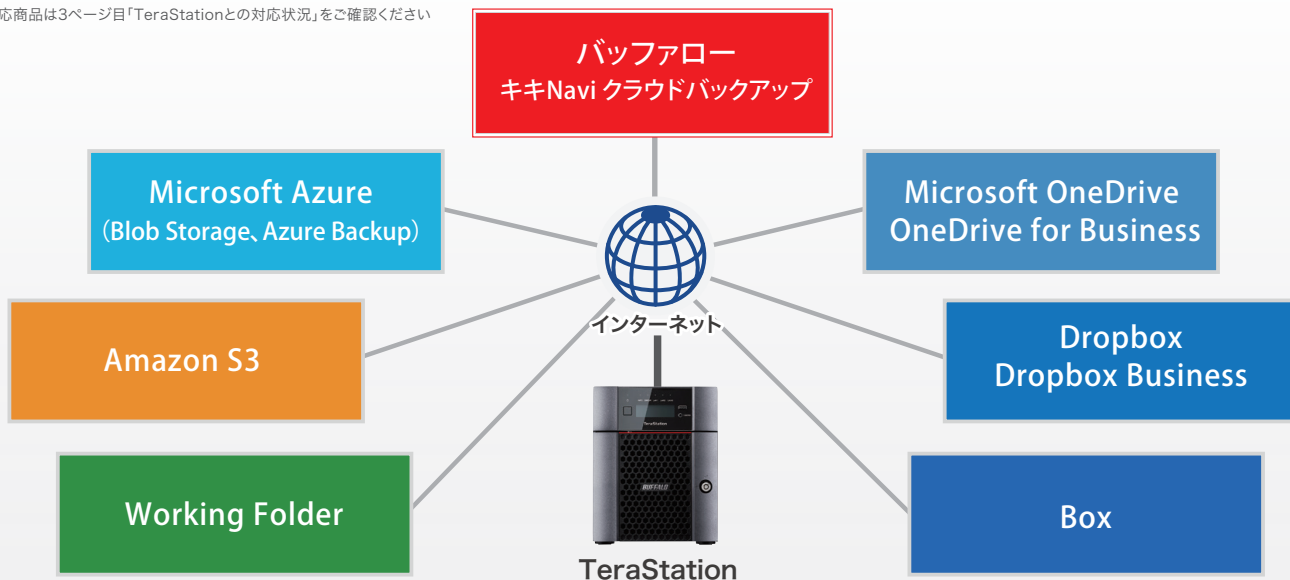 応商品は3ページ目「TeraStationとの対応状況」をご確認ください
バッファロー
キキNavi クラウドバックアップ
Microsoft Azure
（Blob Storage、Azure Backup）
Microsoft OneDrive
OneDrive for Business
インターネット
Amazon S3
Dropbox
Dropbox Business
TeraStation
BUFFALO
Working Folder
Box
TeraStation